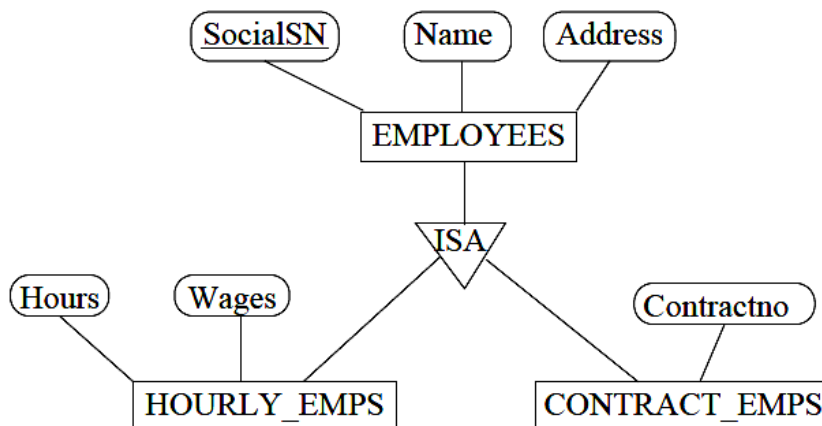 SocialSN
Name
Address
EMPLOYEES
ISA
Hours
Wages
Contractno
HOURLY_EMPS
CONTRACT_EMPS